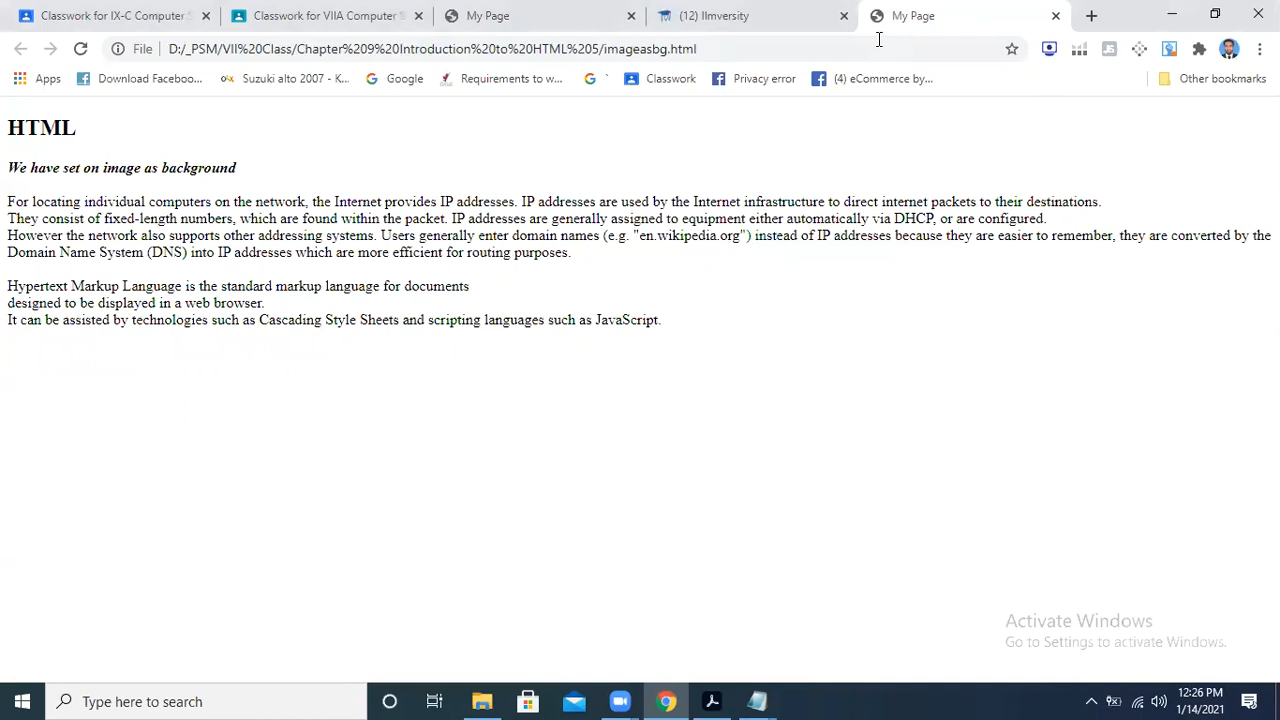 Classwork for IX-C Computer S
Classwork for VIIA Computer S
My Page
(12) Ilmversity
My Page
File
D:/_PSM/VII%20Class/Chapter%209%20Introduction%20to%20HTML%205/imageasbg.html
Apps
Download Faceboo...
Suzuki alto 2007 - K...
Google
Requirements to w...
Classwork
Privacy error
(4) eCommerce by...
Other bookmarks
HTML
We have set on image as background
For locating individual computers on the network, the Internet provides IP addresses. IP addresses are used by the Internet infrastructure to direct internet packets to their destinations.
They consist of fixed-length numbers, which are found within the packet. IP addresses are generally assigned to equipment either automatically via DHCP, or are configured.
However the network also supports other addressing systems. Users generally enter domain names (e.g. "en.wikipedia.org") instead of IP addresses because they are easier to remember, they are converted by the
Domain Name System (DNS) into IP addresses which are more efficient for routing purposes.
Hypertext Markup Language is the standard markup language for documents
designed to be displayed in a web browser.
It can be assisted by technologies such as Cascading Style Sheets and scripting languages such as JavaScript.
Activate Windows
Go to Settings to activate Windows.
Type here to search
12:26 PM
1/14/2021